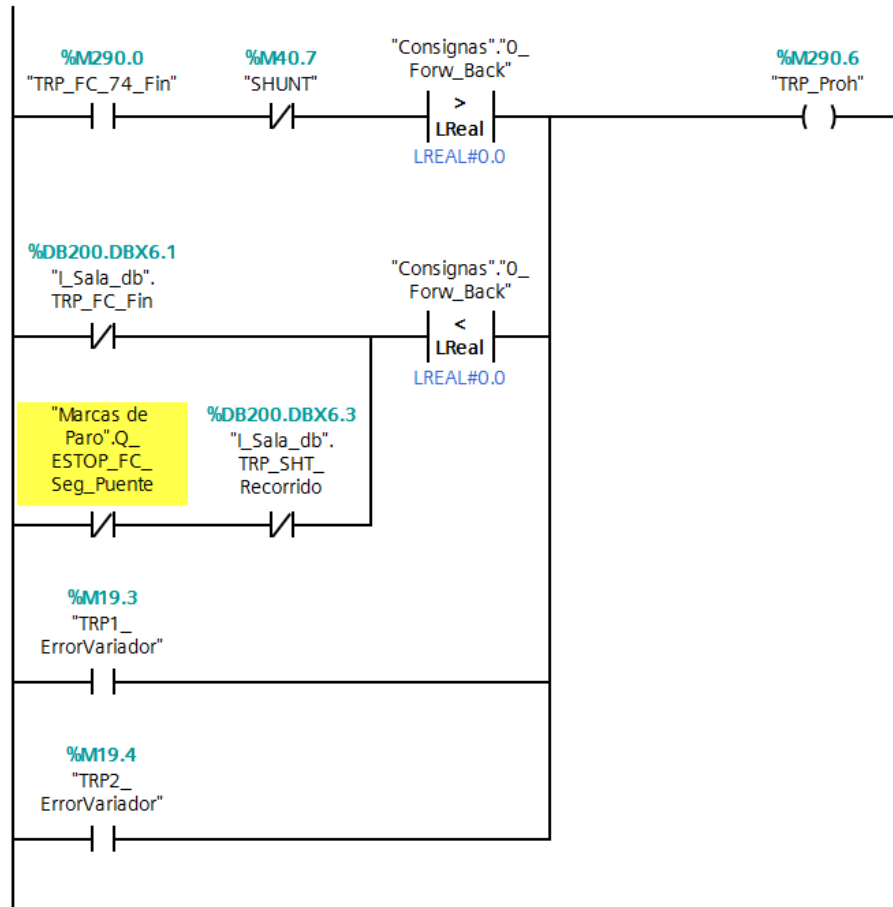 %M290.0
"TRP_FC_74_Fin"
%M40.7
"SHUNT"
"Consignas"."0_
Forw_Back"
>
LReal
LREAL#0.0
%M290.6
"TRP_Proh"
%DB200.DBX6.1
"I_Sala_db".
TRP_FC_Fin
"Consignas"."0_
Forw_Back"
<
LReal
LREAL#0.0
"Marcas de
Paro".Q_
ESTOP_FC_
Seg_Puente
%DB200.DBX6.3
"I_Sala_db".
TRP_SHT_
Recorrido
%M19.3
"TRP1_
ErrorVariador"
%M19.4
"TRP2_
ErrorVariador"